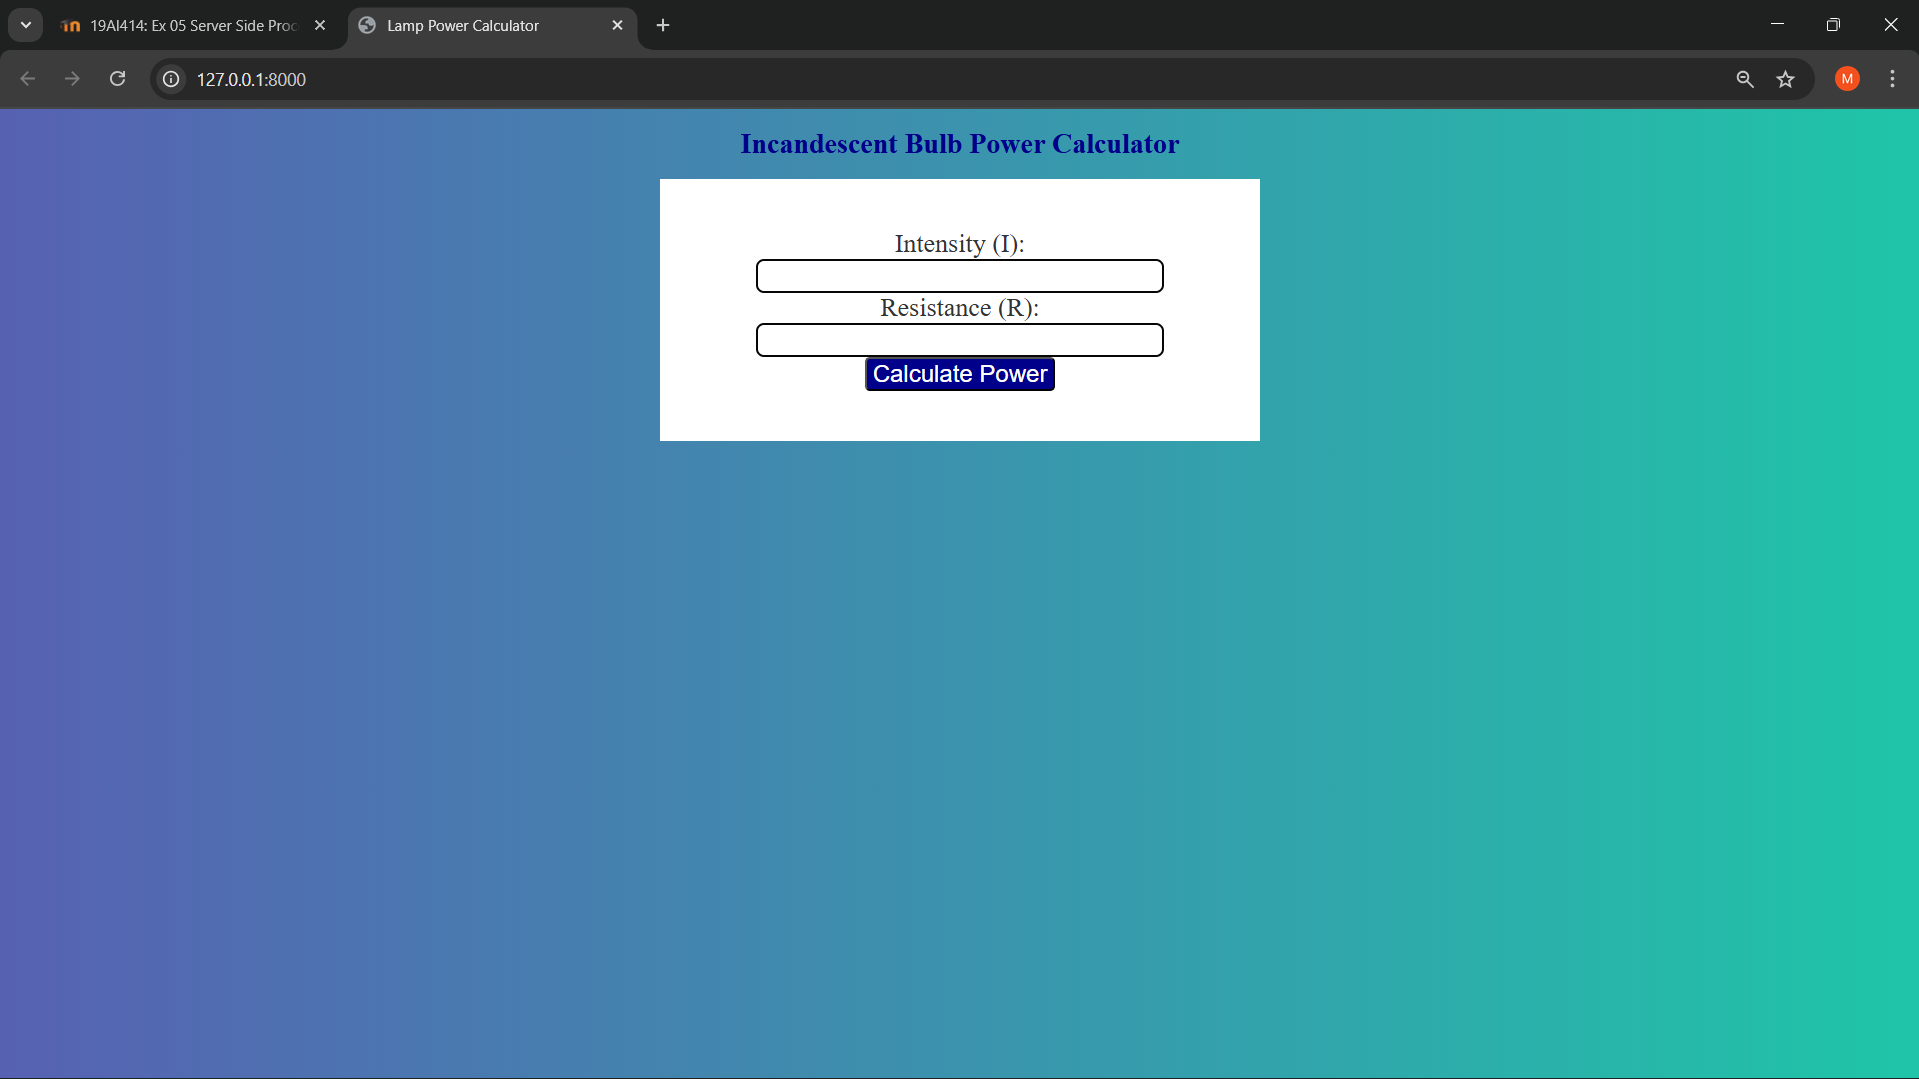 19AI414: Ex 05 Server Side Proc
Lamp Power Calculator
127.0.0.1:8000
M
Incandescent Bulb Power Calculator
Intensity (I):
Resistance (R):
Calculate Power